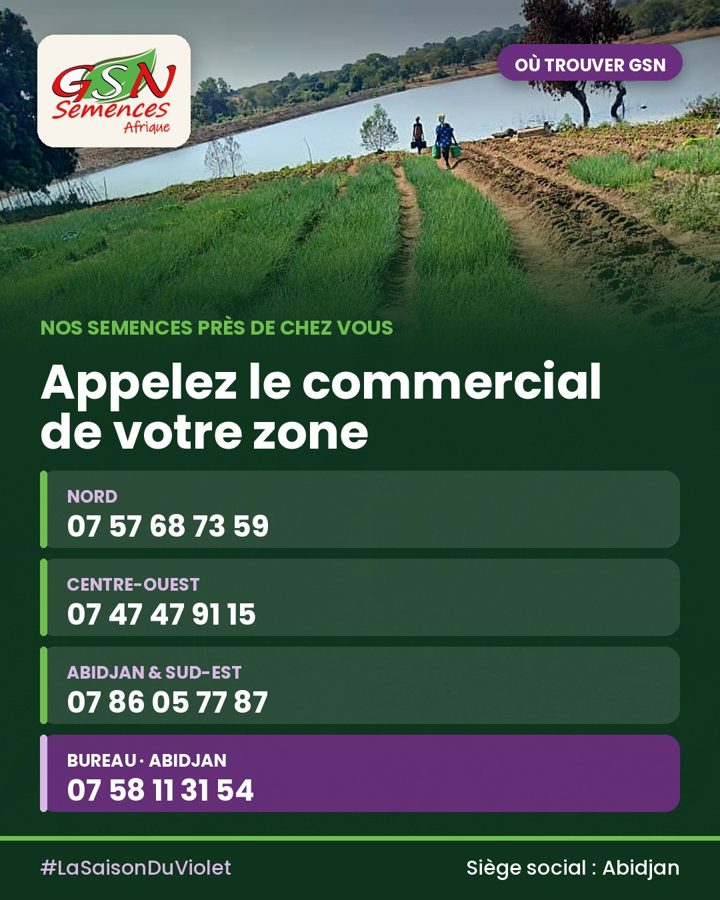 GSN
Semences
Afrique
OÙ TROUVER GSN
NOS SEMENCES PRÈS DE CHEZ VOUS
Appelez le commercial
de votre zone
NORD
07 57 68 73 59
CENTRE-OUEST
07 47 47 91 15
ABIDJAN & SUD-EST
07 86 05 77 87
BUREAU · ABIDJAN
07 58 11 31 54
#LaSaisonDuViolet
Siège social : Abidjan